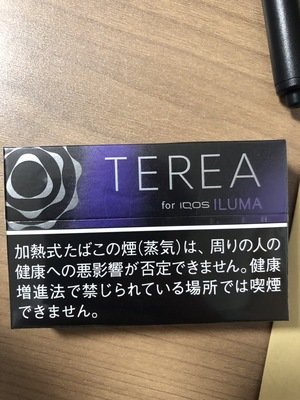 TEREA
for IQOS ILUMA
加熱式たばこの煙(蒸気)は、周りの人の
健康への悪影響が否定できません。健康
増進法で禁じられている場所では喫煙
できません。